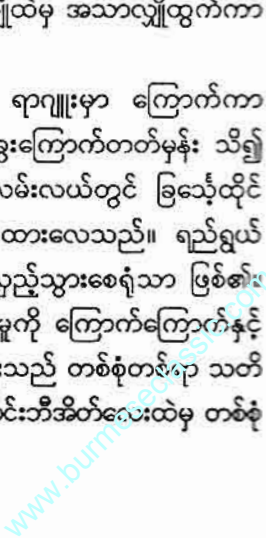 ထဲမှ အသာလျှိုထွက်ကာ
ရာဂျူးမှာ ကြောက်ကာ
ခွေးကြောက်တတ်မှန်း သိ၍
လမ်းလယ်တွင် ခြင်္သေ့ထိုင်
ထားလေသည်။ ရည်ရွယ်
လှည့်သွားစေရုံသာ ဖြစ်၏။
မှုကို ကြောက်ကြောက်နှင့်
သည် တစ်စုံတစ်ရာ သတိ
ဘီအိတ်လေးထဲမှ တစ်စုံ
www.burmeseclassic.com